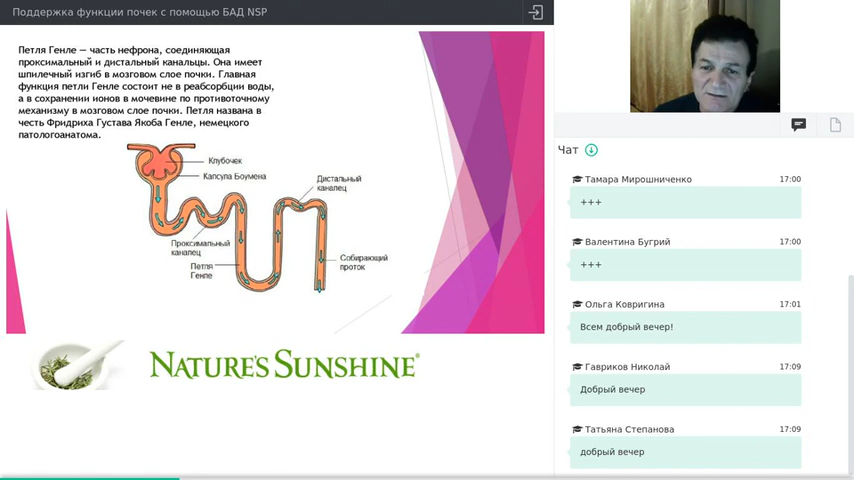 Поддержка функции почек с помощью БАД NSP
Петля Генле — часть нефрона, соединяющая
проксимальный и дистальный канальцы. Она имеет
шпилечный изгиб в мозговом слое почки. Главная
функция петли Генле состоит не в реабсорбции воды,
а в сохранении ионов в мочевине по противоточному
механизму в мозговом слое почки. Петля названа в
честь Фридриха Густава Якоба Генле, немецкого
патологоанатома.
Клубочек
Капсула Боумена
Дистальный
каналец
Проксимальный
каналец
Петля
Генле
Собирающий
проток
NATURE'S SUNSHINE®
Чат
Тамара Мирошниченко 17:00
+++
Валентина Бугрий 17:00
+++
Ольга Ковригина 17:01
Всем добрый вечер!
Гавриков Николай 17:09
Добрый вечер
Татьяна Степанова 17:09
добрый вечер